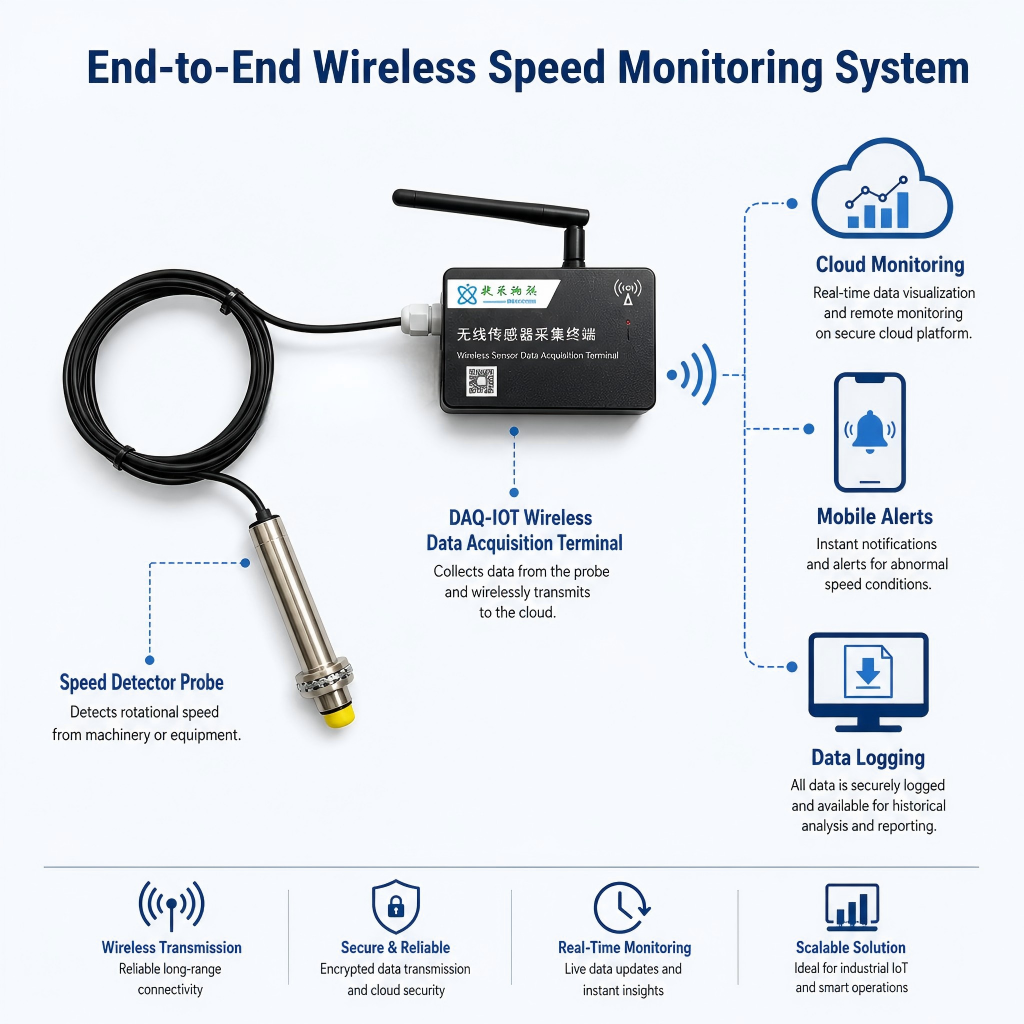 End-to-End Wireless Speed Monitoring System
无线传感器采集终端
Wireless Sensor Data Acquisition Terminal
Cloud Monitoring
Real-time data visualization
and remote monitoring
on secure cloud platform.
Mobile Alerts
Instant notifications
and alerts for abnormal
speed conditions.
DAQ-IOT Wireless
Data Acquisition Terminal
Collects data from the probe
and wirelessly transmits
to the cloud.
Speed Detector Probe
Detects rotational speed
from machinery or equipment.
Data Logging
All data is securely logged
and available for historical
analysis and reporting.
Wireless Transmission
Reliable long-range
connectivity
Secure & Reliable
Encrypted data transmission
and cloud security
Real-Time Monitoring
Live data updates and
instant insights
Scalable Solution
Ideal for industrial IoT
and smart operations